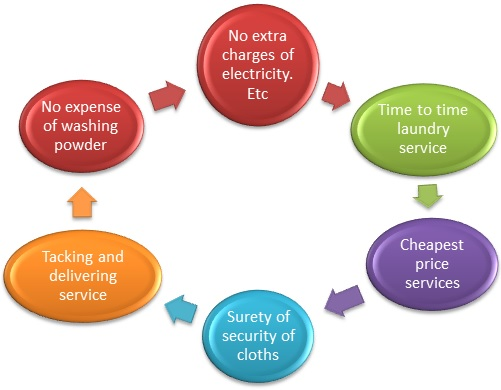 No extra
charges of
electricity.
Etc
Time to time
laundry
service
Cheapest
price
services
Surety of
security of
cloths
Tacking and
delivering
service
No expense
of washing
powder